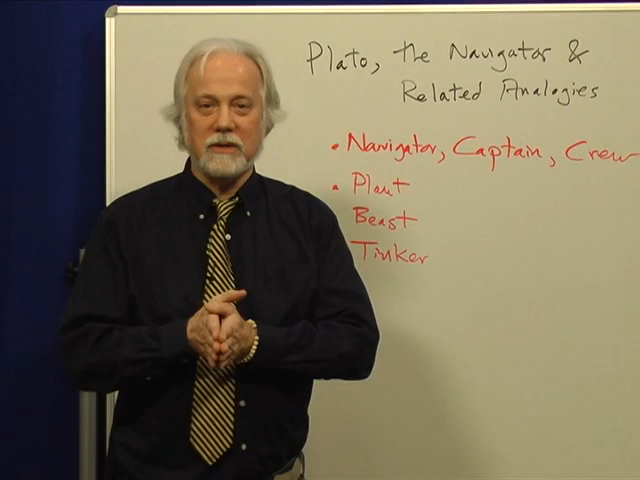 Plato, the Navigator &
Related Analogies
• Navigator, Captain, Crew
• Plant
Beast
Tinker